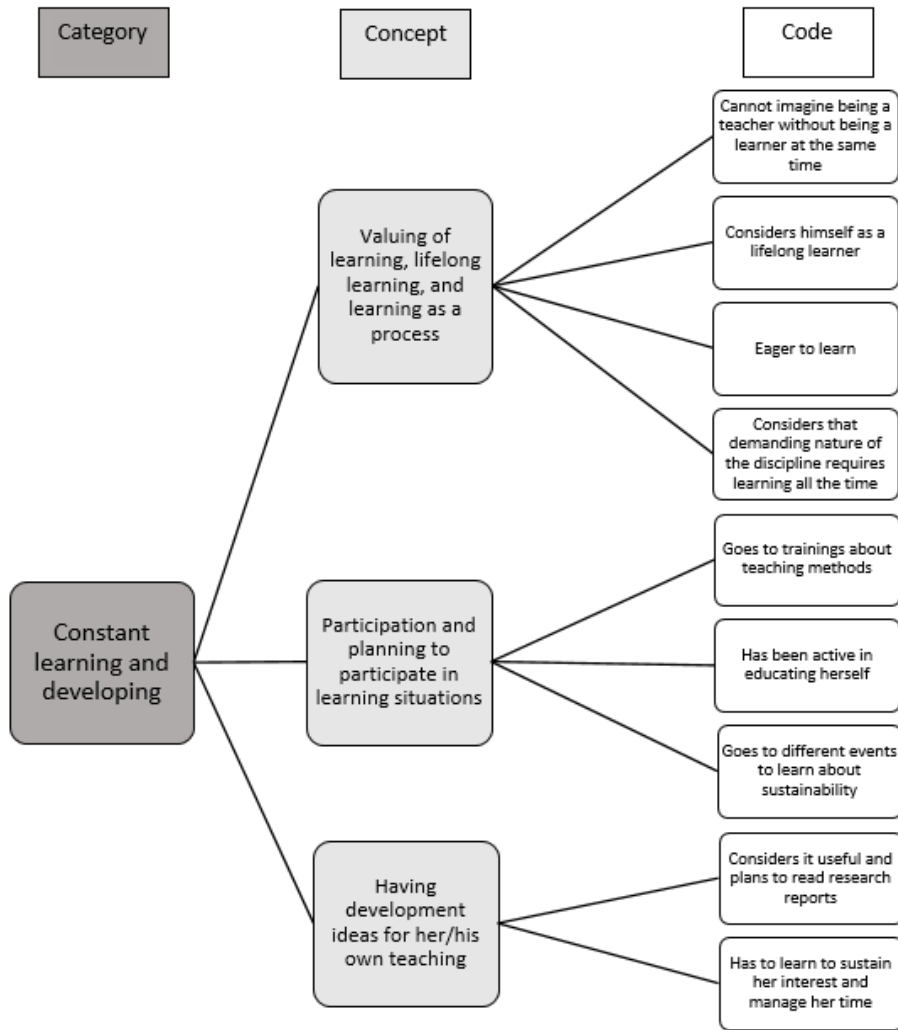 Category
Concept
Code
Constant
learning and
developing
Valuing of
learning, lifelong
learning, and
learning as a
process
Cannot imagine being a
teacher without being a
learner at the same
time
Considers himself as a
lifelong learner
Eager to learn
Considers that
demanding nature of
the discipline requires
learning all the time
Participation and
planning to
participate in
learning situations
Goes to trainings about
teaching methods
Has been active in
educating herself
Goes to different events
to learn about
sustainability
Having
development
ideas for her/his
own teaching
Considers it useful and
plans to read research
reports
Has to learn to sustain
her interest and
manage her time